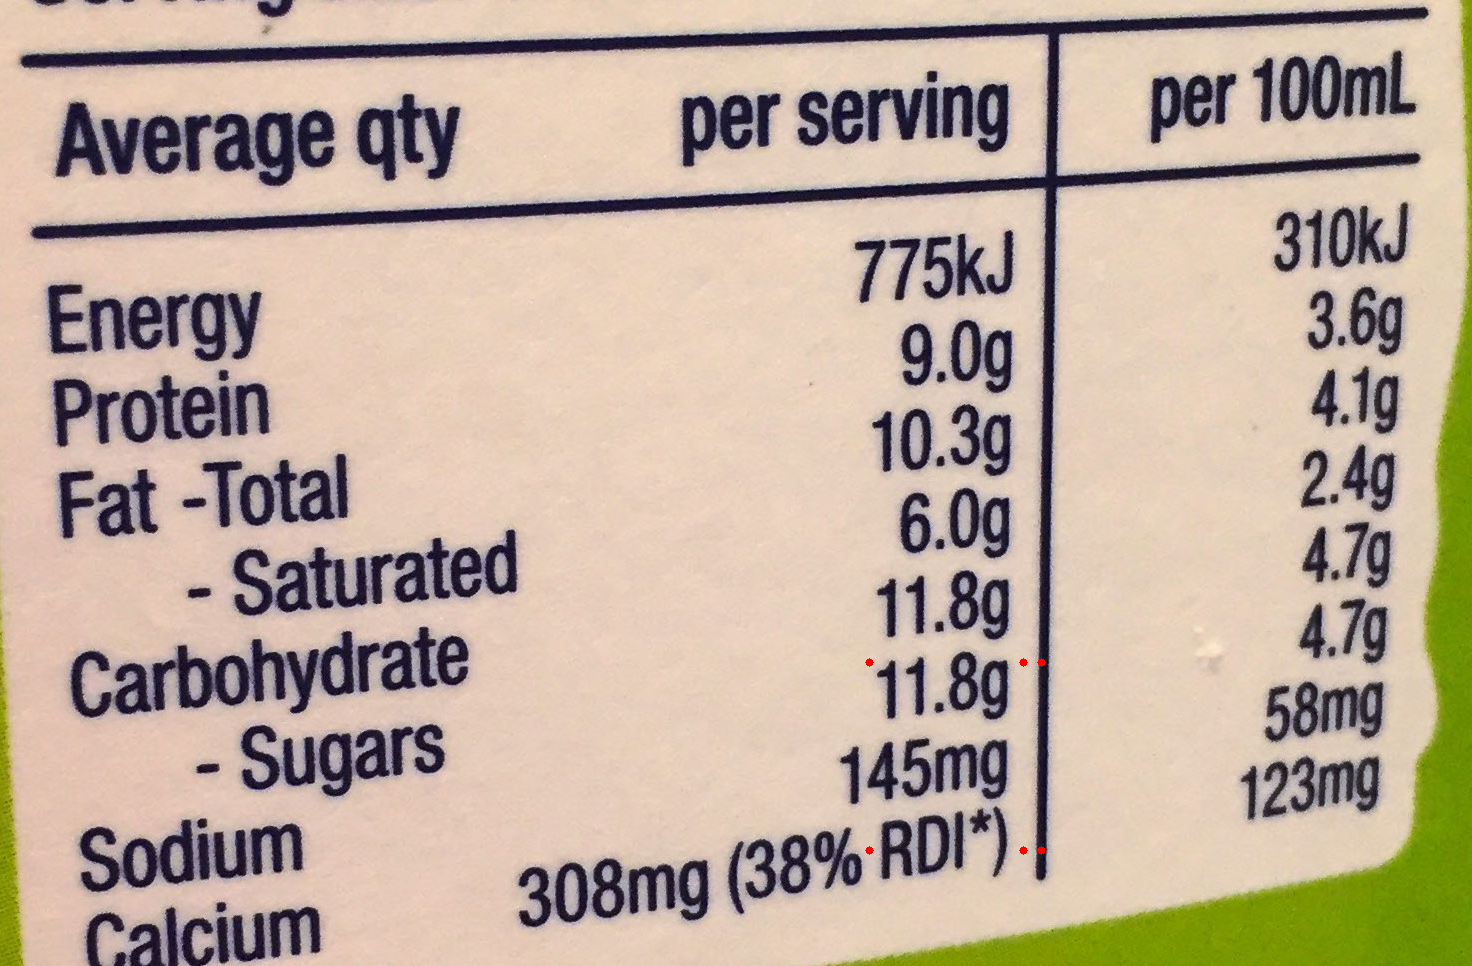 Average qty per serving per 100mL
Energy 775kJ 310kJ
Protein 9.0g 3.6g
Fat -Total 10.3g 4.1g
- Saturated 6.0g 2.4g
Carbohydrate 11.8g 4.7g
- Sugars 11.8g 4.7g
Sodium 145mg 58mg
Calcium 308mg (38% RDI*) 123mg